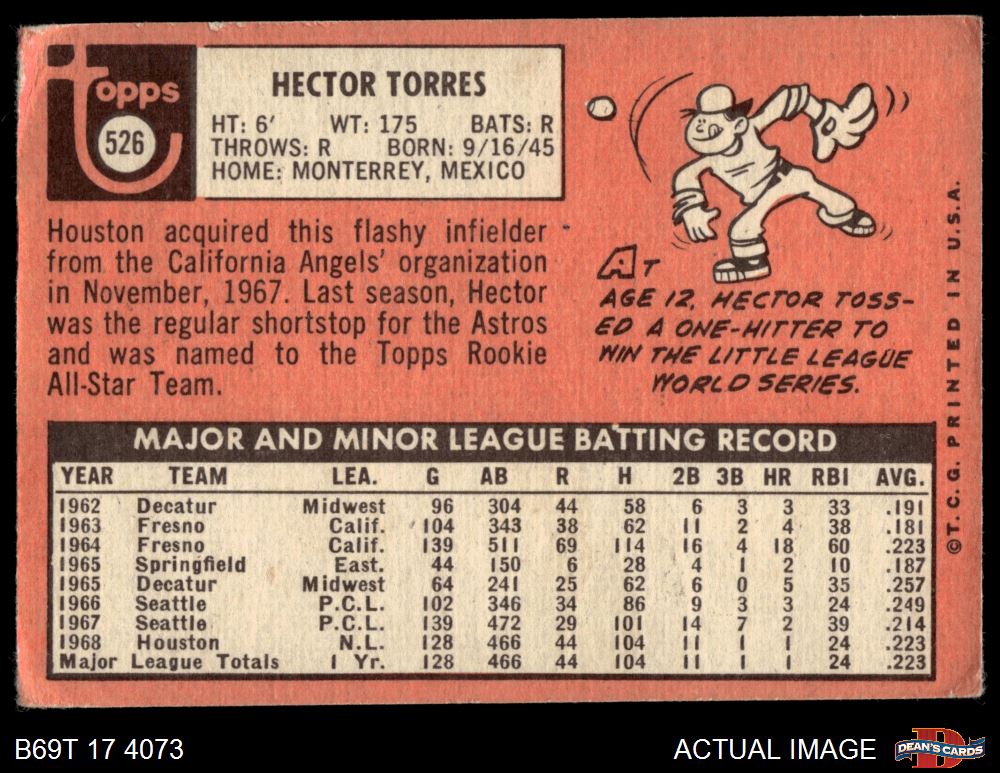 Topps
526
HECTOR TORRES
HT: 6' WT: 175 BATS: R
THROWS: R BORN: 9/16/45
HOME: MONTERREY, MEXICO
Houston acquired this flashy infielder
from the California Angels' organization
in November, 1967. Last season, Hector
was the regular shortstop for the Astros
and was named to the Topps Rookie
All-Star Team.
AT
AGE 12, HECTOR TOSS-
ED A ONE-HITTER TO
WIN THE LITTLE LEAGUE
WORLD SERIES.
©T.C.G. PRINTED IN U.S.A.
MAJOR AND MINOR LEAGUE BATTING RECORD
YEAR TEAM LEA. G AB R H 2B 3B HR RBI AVG.
1962 Decatur Midwest 96 304 44 58 6 3 3 33 .191
1963 Fresno Calif. 104 343 38 62 11 2 4 38 .181
1964 Fresno Calif. 139 511 69 114 16 4 18 60 .223
1965 Springfield East. 44 150 6 28 4 1 2 10 .187
1965 Decatur Midwest 64 241 25 62 6 0 5 35 .257
1966 Seattle P.C.L. 102 346 34 86 9 3 3 24 .249
1967 Seattle P.C.L. 139 472 29 101 14 7 2 39 .214
1968 Houston N.L. 128 466 44 104 11 1 1 24 .223
Major League Totals 1 Yr. 128 466 44 104 11 1 1 24 .223
B69T 17 4073
ACTUAL IMAGE
DEAN'S CARDS